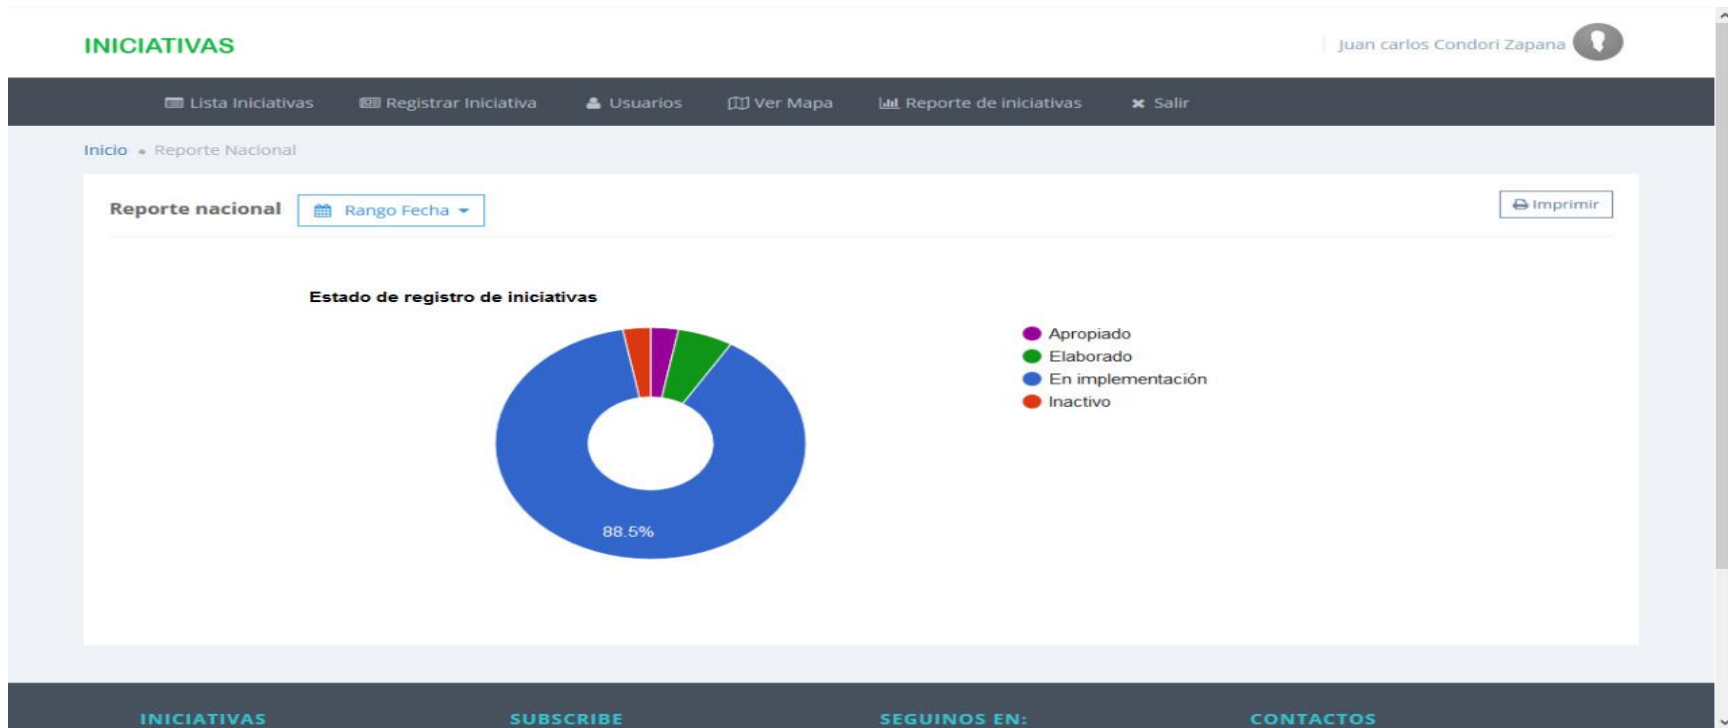 INICIATIVAS
Juan carlos Condori Zapana
Lista Iniciativas Registrar Iniciativa Usuarios Ver Mapa Reporte de iniciativas Salir
Inicio • Reporte Nacional
Reporte nacional Rango Fecha Imprimir
Estado de registro de iniciativas
Apropiado
Elaborado
En implementación
Inactivo
88.5%
INICIATIVAS SUBSCRIBE SEGUINOS EN: CONTACTOS